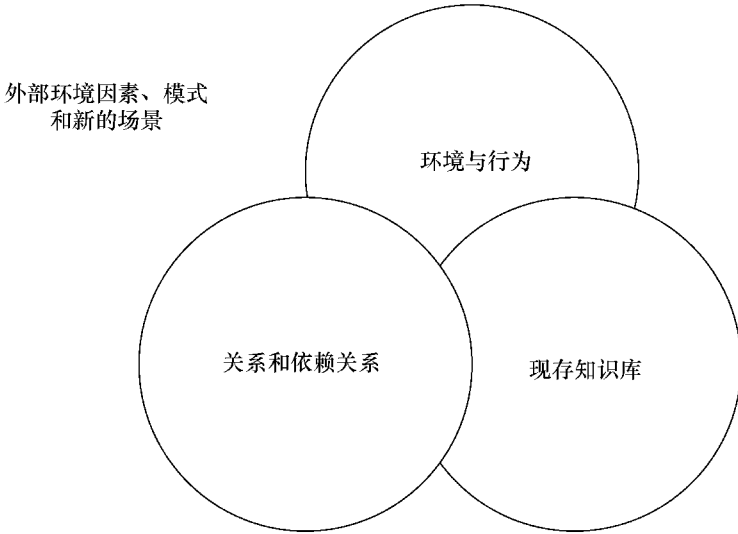 外部环境因素、模式
和新的场景
环境与行为
关系和依赖关系
现存知识库